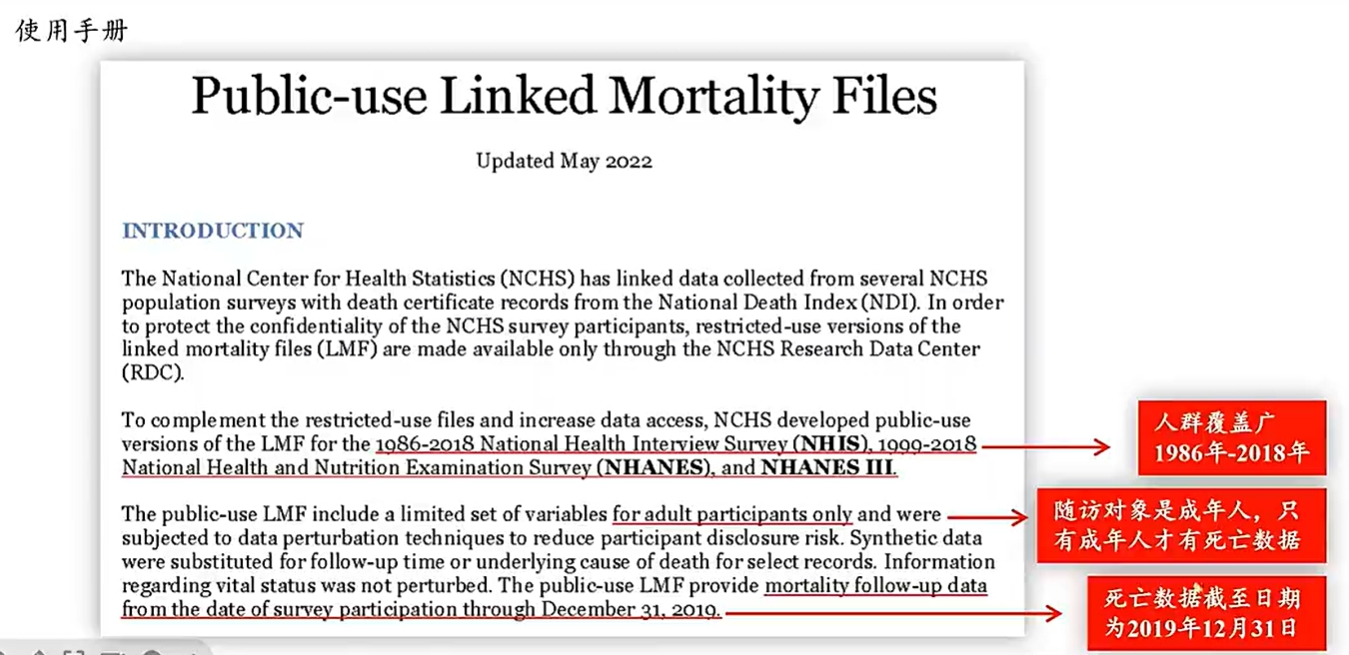 使用手册
Public-use Linked Mortality Files
Updated May 2022
INTRODUCTION
The National Center for Health Statistics (NCHS) has linked data collected from several NCHS
population surveys with death certificate records from the National Death Index (NDI). In order
to protect the confidentiality of the NCHS survey participants, restricted-use versions of the
linked mortality files (LMF) are made available only through the NCHS Research Data Center
(RDC).
To complement the restricted-use files and increase data access, NCHS developed public-use
versions of the LMF for the 1986-2018 National Health Interview Survey (NHIS), 1999-2018
National Health and Nutrition Examination Survey (NHANES), and NHANES III.
The public-use LMF include a limited set of variables for adult participants only and were
subjected to data perturbation techniques to reduce participant disclosure risk. Synthetic data
were substituted for follow-up time or underlying cause of death for select records. Information
regarding vital status was not perturbed. The public-use LMF provide mortality follow-up data
from the date of survey participation through December 31, 2019.
人群覆盖广
1986年-2018年
随访对象是成年人，只
有成年人才有死亡数据
死亡数据截至日期
为2019年12月31日